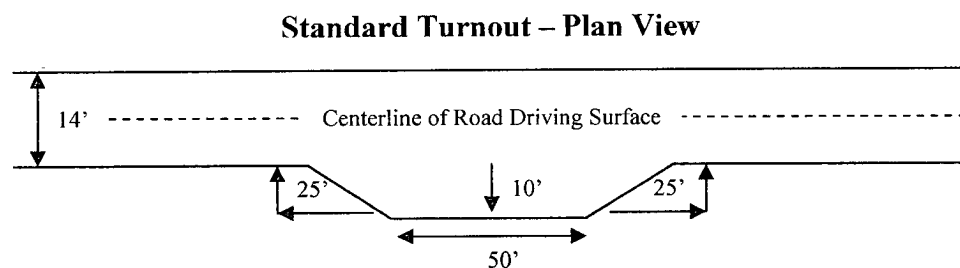 Standard Turnout – Plan View
14’
Centerline of Road Driving Surface
25’
10’
25’
50’